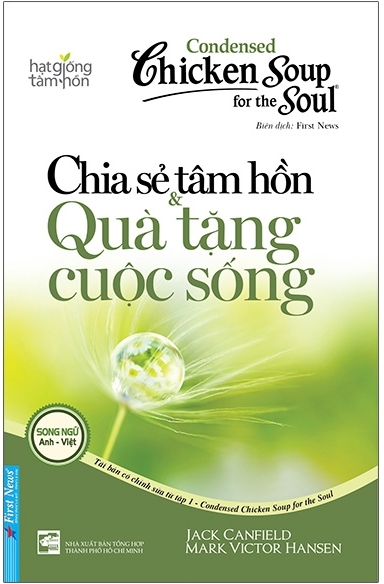 hạt giống
tâm hồn
Condensed
Chicken Soup
for the Soul®
Biên dịch: First News
Chia sẻ tâm hồn
&
Quà tặng
cuộc sống
SONG NGỮ
Anh - Việt
Tái bản có chỉnh sửa từ tập 1 - Condensed Chicken Soup for the Soul
First News
NHÀ XUẤT BẢN TỔNG HỢP
THÀNH PHỐ HỒ CHÍ MINH
JACK CANFIELD
MARK VICTOR HANSEN